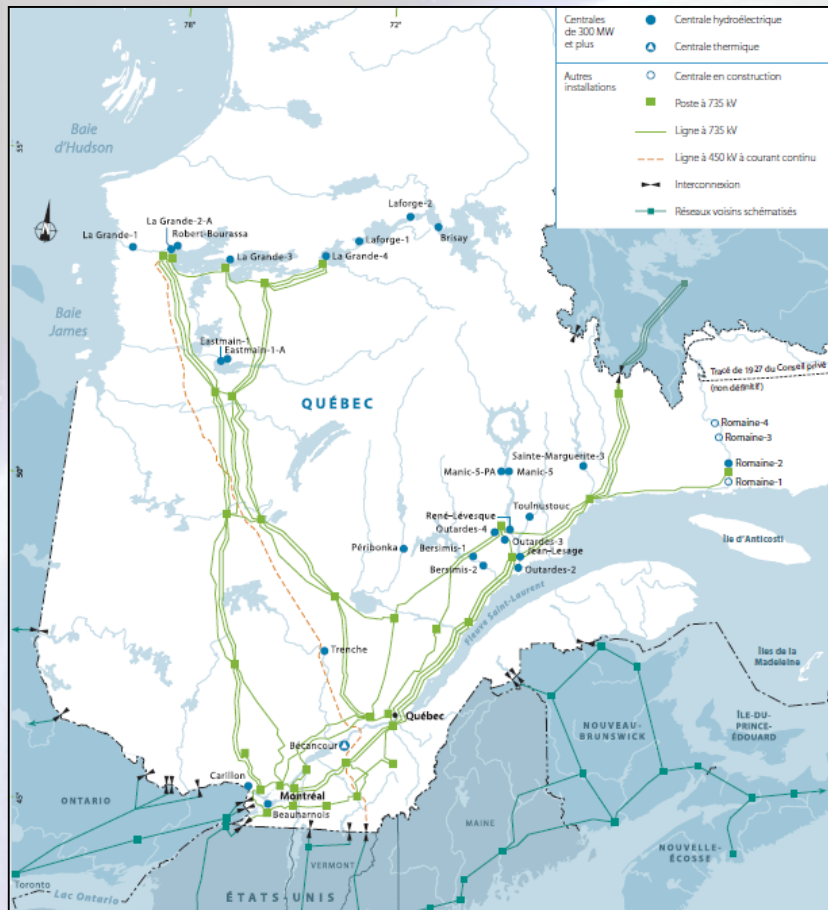 78°
72°
Centrales
de 300 MW
et plus
Centrale hydroélectrique
Centrale thermique
Autres
installations
Centrale en construction
Poste à 735 kV
Ligne à 735 kV
Ligne à 450 kV à courant continu
Interconnexion
Réseaux voisins schématisés
Baie
d'Hudson
55°
Laforge-2
La Grande-2-A
Robert-Bourassa
La Grande-1
Laforge-1
Brisay
La Grande-3
La Grande-4
Baie
James
Eastmain-1
Eastmain-1-A
Tracé de 1927 du Conseil privé
(non définitif)
QUÉBEC
Romaine-4
Romaine-3
Sainte-Marguerite-3
50°
Manic-5-PA
Manic-5
Romaine-2
Romaine-1
Toulnustouc
René-Lévesque
Outardes-4
Outardes-3
Île d'Anticosti
Péribonka
Bersimis-1
Jean-Lesage
Bersimis-2
Outardes-2
Fleuve Saint-Laurent
Trenche
Îles de la
Madeleine
Québec
NOUVEAU-
BRUNSWICK
ÎLE-DU-
PRINCE-
ÉDOUARD
Bécancour
45°
Carillon
ONTARIO
Montréal
Beauharnois
MAINE
NOUVELLE-
ÉCOSSE
VERMONT
Toronto
Lac Ontario
ÉTATS-UNIS